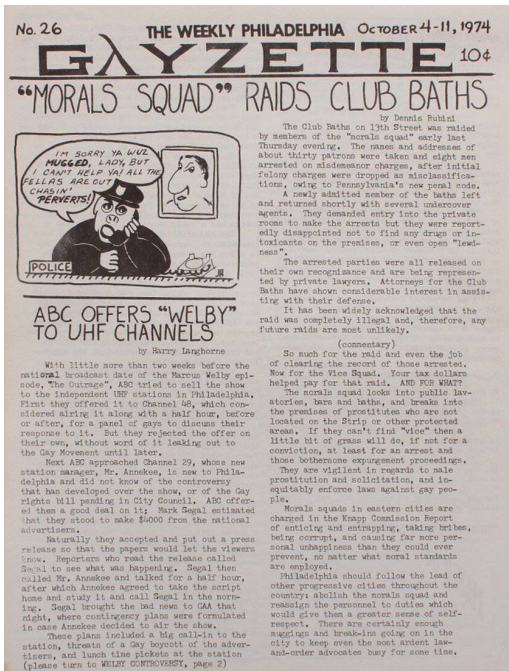 No. 26
THE WEEKLY PHILADELPHIA
OCTOBER 4-11, 1974
GAYZETTE
10¢
"MORALS SQUAD" RAIDS CLUB BATHS
I'M SORRY YA WUZ
MUGGED, LADY, BUT
I CAN'T HELP YA! ALL THE
FELLAS ARE OUT
CHASIN'
PERVERTS!
POLICE
ABC OFFERS "WELBY"
TO UHF CHANNELS
by Harry Langhorne
With little more than two weeks before the
national broadcast date of the Marcus Welby epi-
sode, "The Outrage", ABC tried to sell the show
to the independent UHF stations in Philadelphia.
First they offered it to Channel 48, which con-
sidered airing it along with a half hour, before
or after, for a panel of gays to discuss their
response to it. But they rejected the offer on
their own, without word of it leaking out to
the Gay Movement until later.
Next ABC approached Channel 29, whose new
station manager, Mr. Annekee, is new to Phila-
delphia and did not know of the controversy
that has developed over the show, or of the Gay
rights bill pending in City Council. ABC offer-
ed them a good deal on it; Mark Segal estimated
that they stood to make $4000 from the national
advertisers.
Naturally they accepted and put out a press
release so that the papers would let the viewers
know. Reporters who read the release called
Segal to see what was happening. Segal then
called Mr. Annekee and talked for a half hour,
after which Annekee agreed to take the script
home and study it and call Segal in the morn-
ing. Segal brought the bad news to GAA that
night, where contingency plans were formulated
in case Annekee decided to air the show.
These plans included a big call-in to the
station, threats of a Gay boycott of the adver-
tisers, and lunch time pickets at the station
(please turn to WELBY CONTROVERSY, page 2)
by Dennis Rubini
The Club Baths on 13th Street was raided
by members of the "morals squad" early last
Thursday evening. The names and addresses of
about thirty patrons were taken and eight men
arrested on misdemeanor charges, after initial
felony charges were dropped as misclassifica-
tions, owing to Pennsylvania's new penal code.
A newly admitted member of the baths left
and returned shortly with several undercover
agents. They demanded entry into the private
rooms to make the arrests but they were report-
edly disappointed not to find any drugs or in-
toxicants on the premises, or even open "lewd-
ness".
The arrested parties were all released on
their own recognizance and are being represen-
ted by private lawyers. Attorneys for the Club
Baths have shown considerable interest in assis-
ting with their defense.
It has been widely acknowledged that the
raid was completely illegal and, therefore, any
future raids are most unlikely.
(commentary)
So much for the raid and even the job
of clearing the record of those arrested.
Now for the Vice Squad. Your tax dollars
helped pay for that raid. AND FOR WHAT?
The morals squad looks into public lav-
atories, bars and baths, and breaks into
the premises of prostitutes who are not
located on the Strip or other protected
areas. If they can't find "vice" then a
little bit of grass will do, if not for a
conviction, at least for an arrest and
those bothersome expungement proceedings.
They are vigilent in regards to male
prostitution and solicitation, and in-
equitably enforce laws against gay peo-
ple.
Morals squads in eastern cities are
charged in the Knapp Commission Report
of enticing and entrapping, taking bribes,
being corrupt, and causing far more per-
sonal unhappiness than they could ever
prevent, no matter what moral standards
are employed.
Philadelphia should follow the lead of
other progressive cities throughout the
country: abolish the morals squad and
reassign the personnel to duties which
would give them a greater sense of self-
respect. There are certainly enough
muggings and break-ins going on in the
city to keep even the most ardent law-
and-order advocates busy for some time.